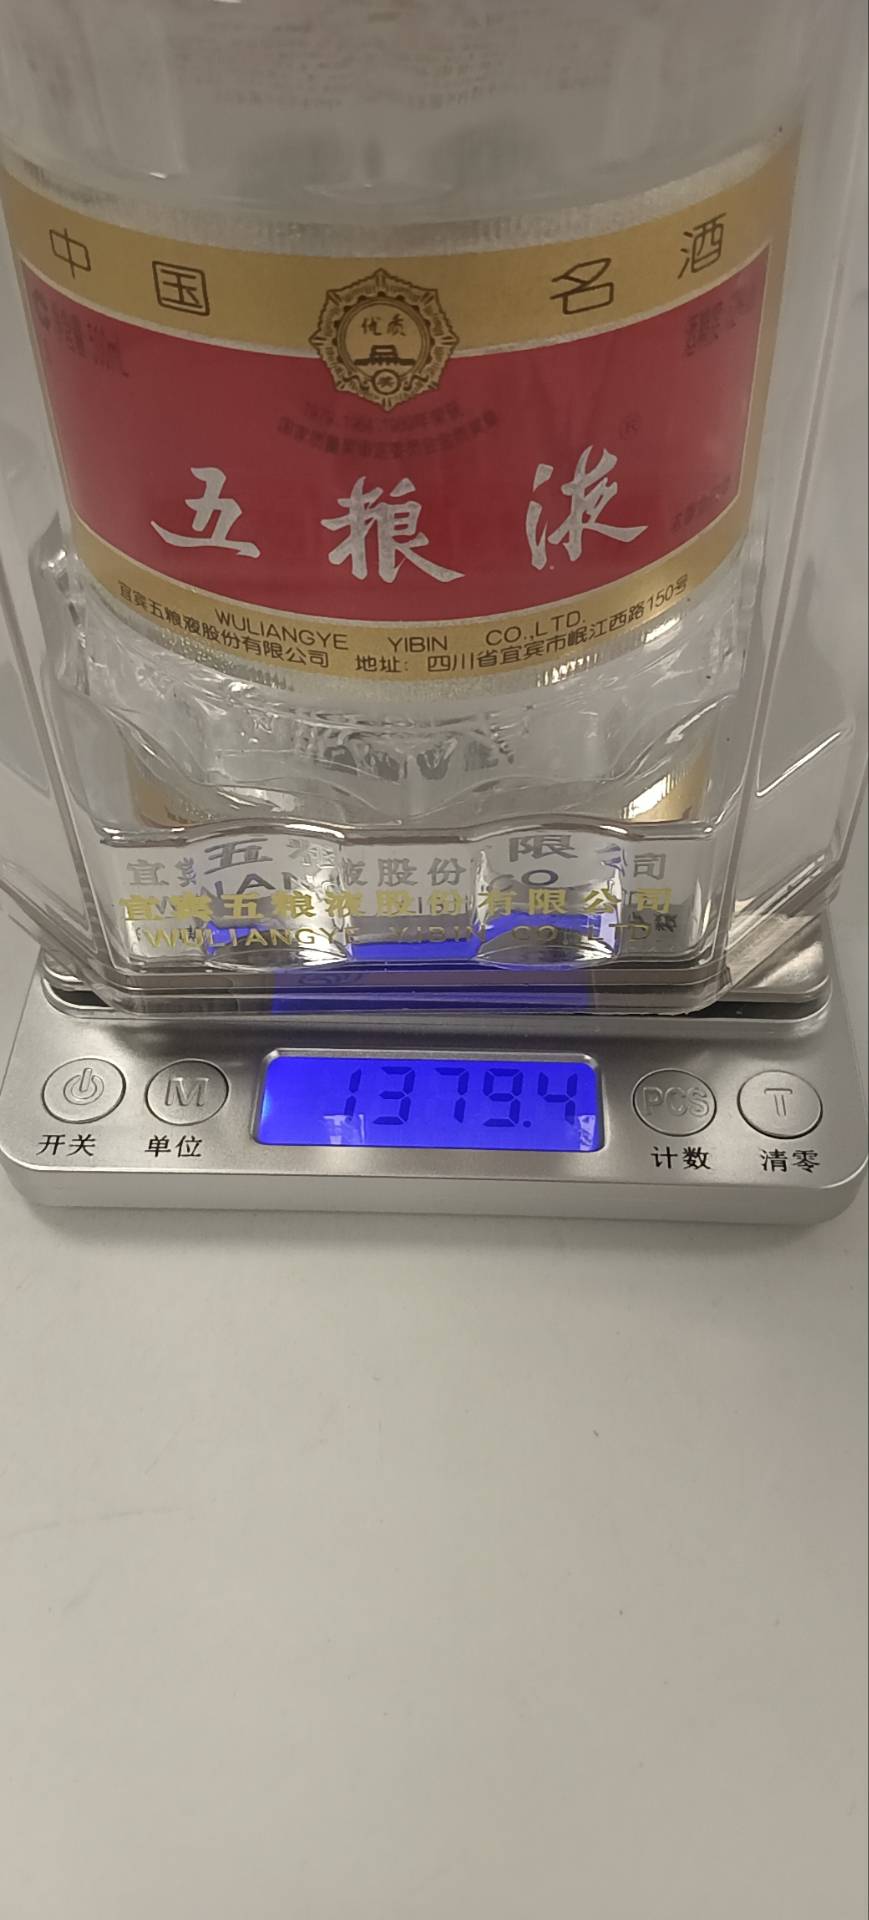 中国名酒
优质
奖
五粮液
®
WULIANGYE YIBIN CO.,LTD.
宜宾五粮液股份有限公司 地址：四川省宜宾市岷江西路150号
宜宾五粮液股份有限公司
WULIANGYE YIBIN CO.,LTD
1379.4
M
PCS
T
开关
单位
计数
清零